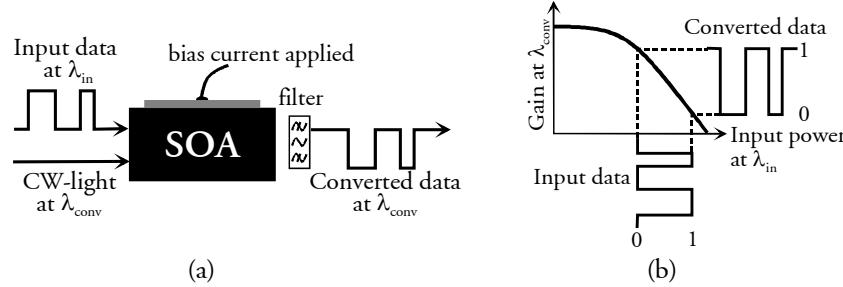 Input data
at λin
bias current applied
filter
SOA
CW-light
at λconv
Converted data
at λconv
(a)
Gain at λconv
Converted data
1
0
Input power
at λin
Input data
0 1
(b)